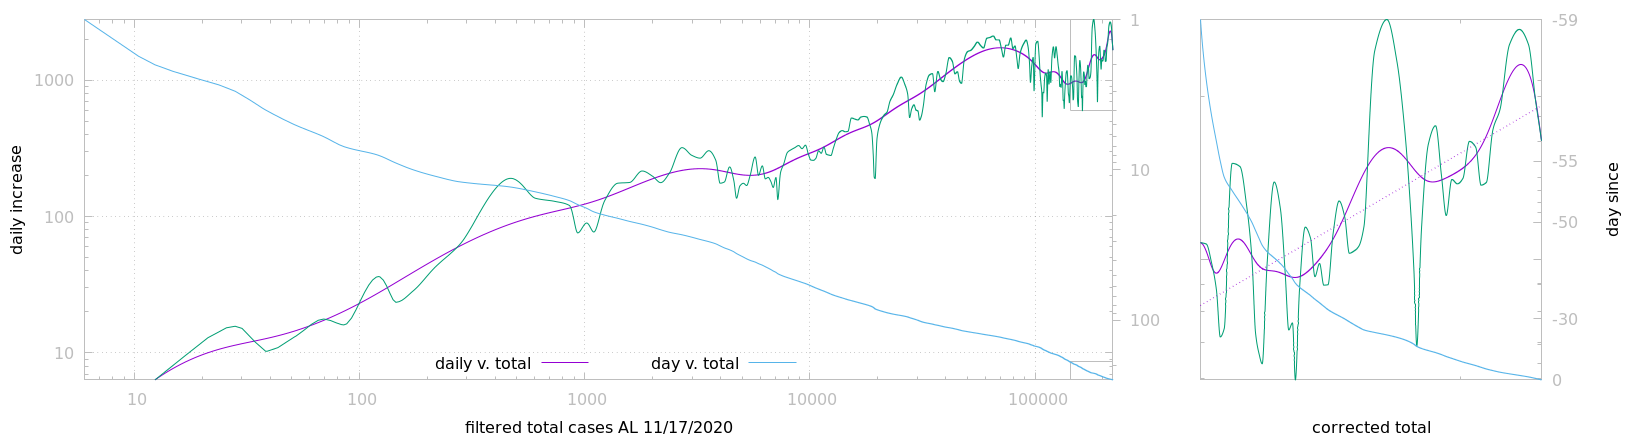 daily increase
1000
100
10
daily v. total
day v. total
10
100
1000
10000
100000
filtered total cases AL 11/17/2020
1
10
100
-59
-55
-50
-30
0
day since
corrected total